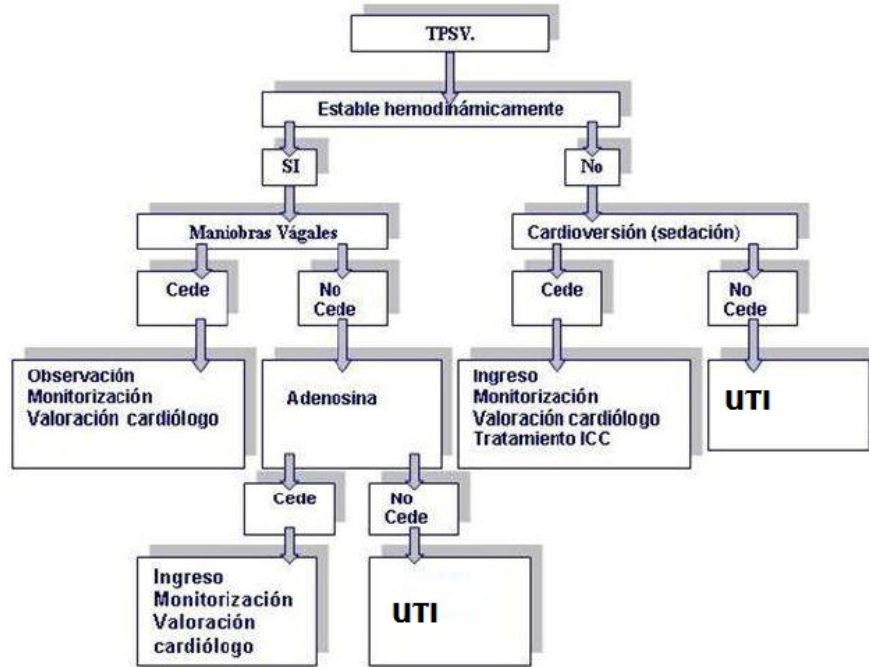 TPSV.
Estable hemodinámicamente
SI
No
Maniobras Vágales
Cardioversión (sedación)
Cede
No
Cede
Cede
No
Cede
Observación
Monitorización
Valoración cardiólogo
Adenosina
Ingreso
Monitorización
Valoración cardiólogo
Tratamiento ICC
UTI
Cede
No
Cede
Ingreso
Monitorización
Valoración
cardiólogo
UTI